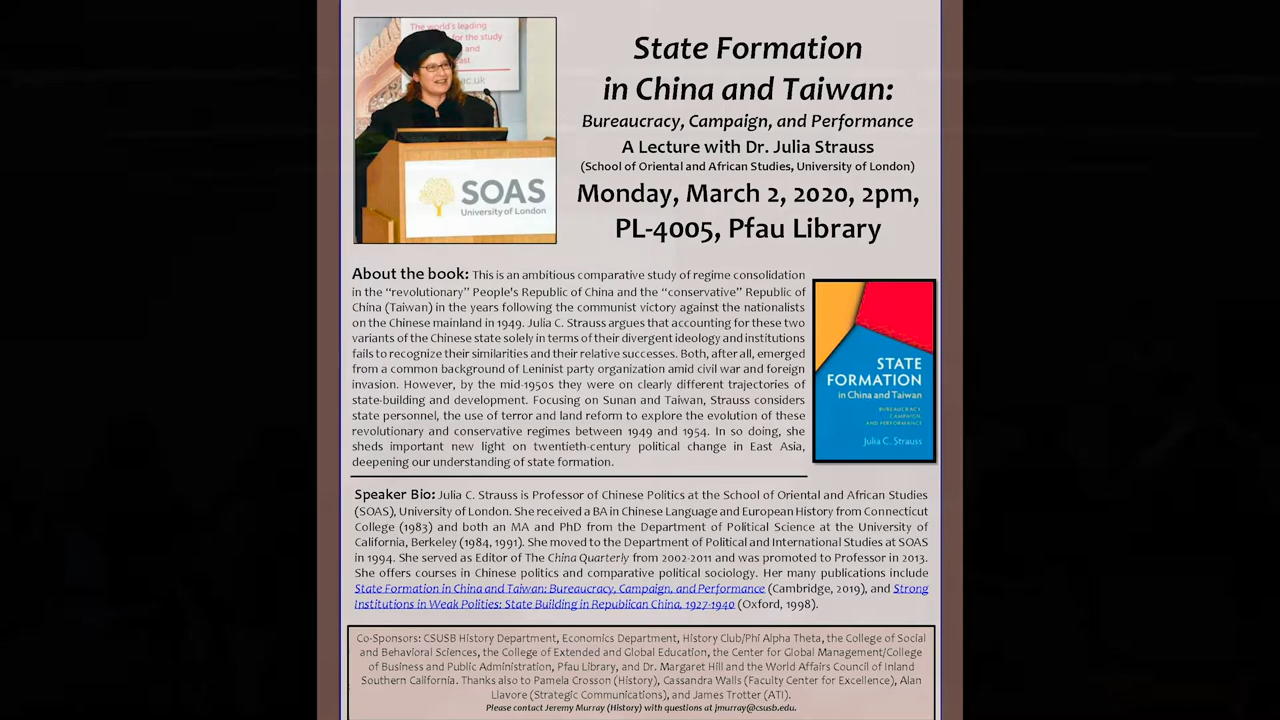 The world's leading
for the study
and
ast
ac.uk
SOAS
University of London
State Formation
in China and Taiwan:
Bureaucracy, Campaign, and Performance
A Lecture with Dr. Julia Strauss
(School of Oriental and African Studies, University of London)
Monday, March 2, 2020, 2pm,
PL-4005, Pfau Library
About the book: This is an ambitious comparative study of regime consolidation
in the “revolutionary” People's Republic of China and the “conservative” Republic of
China (Taiwan) in the years following the communist victory against the nationalists
on the Chinese mainland in 1949. Julia C. Strauss argues that accounting for these two
variants of the Chinese state solely in terms of their divergent ideology and institutions
fails to recognize their similarities and their relative successes. Both, after all, emerged
from a common background of Leninist party organization amid civil war and foreign
invasion. However, by the mid-1950s they were on clearly different trajectories of
state-building and development. Focusing on Sunan and Taiwan, Strauss considers
state personnel, the use of terror and land reform to explore the evolution of these
revolutionary and conservative regimes between 1949 and 1954. In so doing, she
sheds important new light on twentieth-century political change in East Asia,
deepening our understanding of state formation.
STATE
FORMATION
in China and Taiwan
BUREAUCRACY,
CAMPAIGN,
AND PERFORMANCE
Julia C. Strauss
Speaker Bio: Julia C. Strauss is Professor of Chinese Politics at the School of Oriental and African Studies
(SOAS), University of London. She received a BA in Chinese Language and European History from Connecticut
College (1983) and both an MA and PhD from the Department of Political Science at the University of
California, Berkeley (1984, 1991). She moved to the Department of Political and International Studies at SOAS
in 1994. She served as Editor of The China Quarterly from 2002-2011 and was promoted to Professor in 2013.
She offers courses in Chinese politics and comparative political sociology. Her many publications include
State Formation in China and Taiwan: Bureaucracy, Campaign, and Performance (Cambridge, 2019), and Strong
Institutions in Weak Polities: State Building in Republican China, 1927-1940 (Oxford, 1998).
Co-Sponsors: CSUSB History Department, Economics Department, History Club/Phi Alpha Theta, the College of Social
and Behavioral Sciences, the College of Extended and Global Education, the Center for Global Management/College
of Business and Public Administration, Pfau Library, and Dr. Margaret Hill and the World Affairs Council of Inland
Southern California. Thanks also to Pamela Crosson (History), Cassandra Walls (Faculty Center for Excellence), Alan
Llavore (Strategic Communications), and James Trotter (ATI).
Please contact Jeremy Murray (History) with questions at jmurray@csusb.edu.